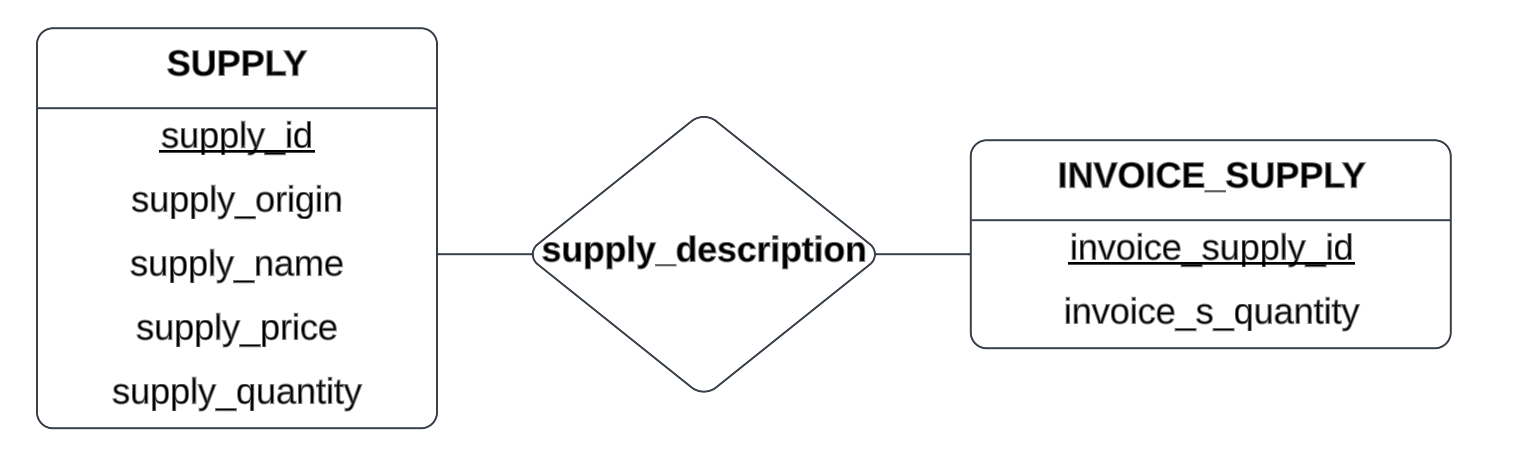 SUPPLY
supply_id
supply_origin
supply_name
supply_price
supply_quantity
supply_description
INVOICE_SUPPLY
invoice_supply_id
invoice_s_quantity